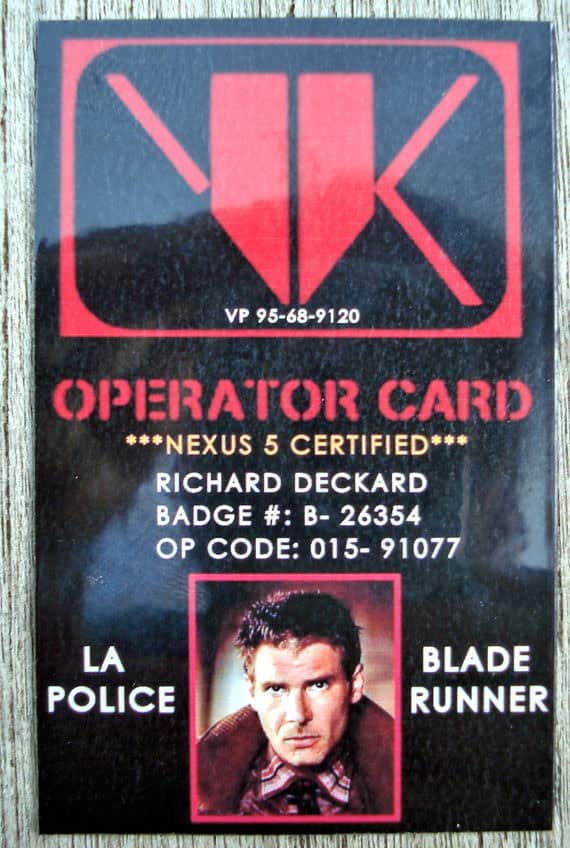 VK
VP 95-68-9120
OPERATOR CARD
***NEXUS 5 CERTIFIED***
RICHARD DECKARD
BADGE #: B- 26354
OP CODE: 015- 91077
LA POLICE
BLADE RUNNER